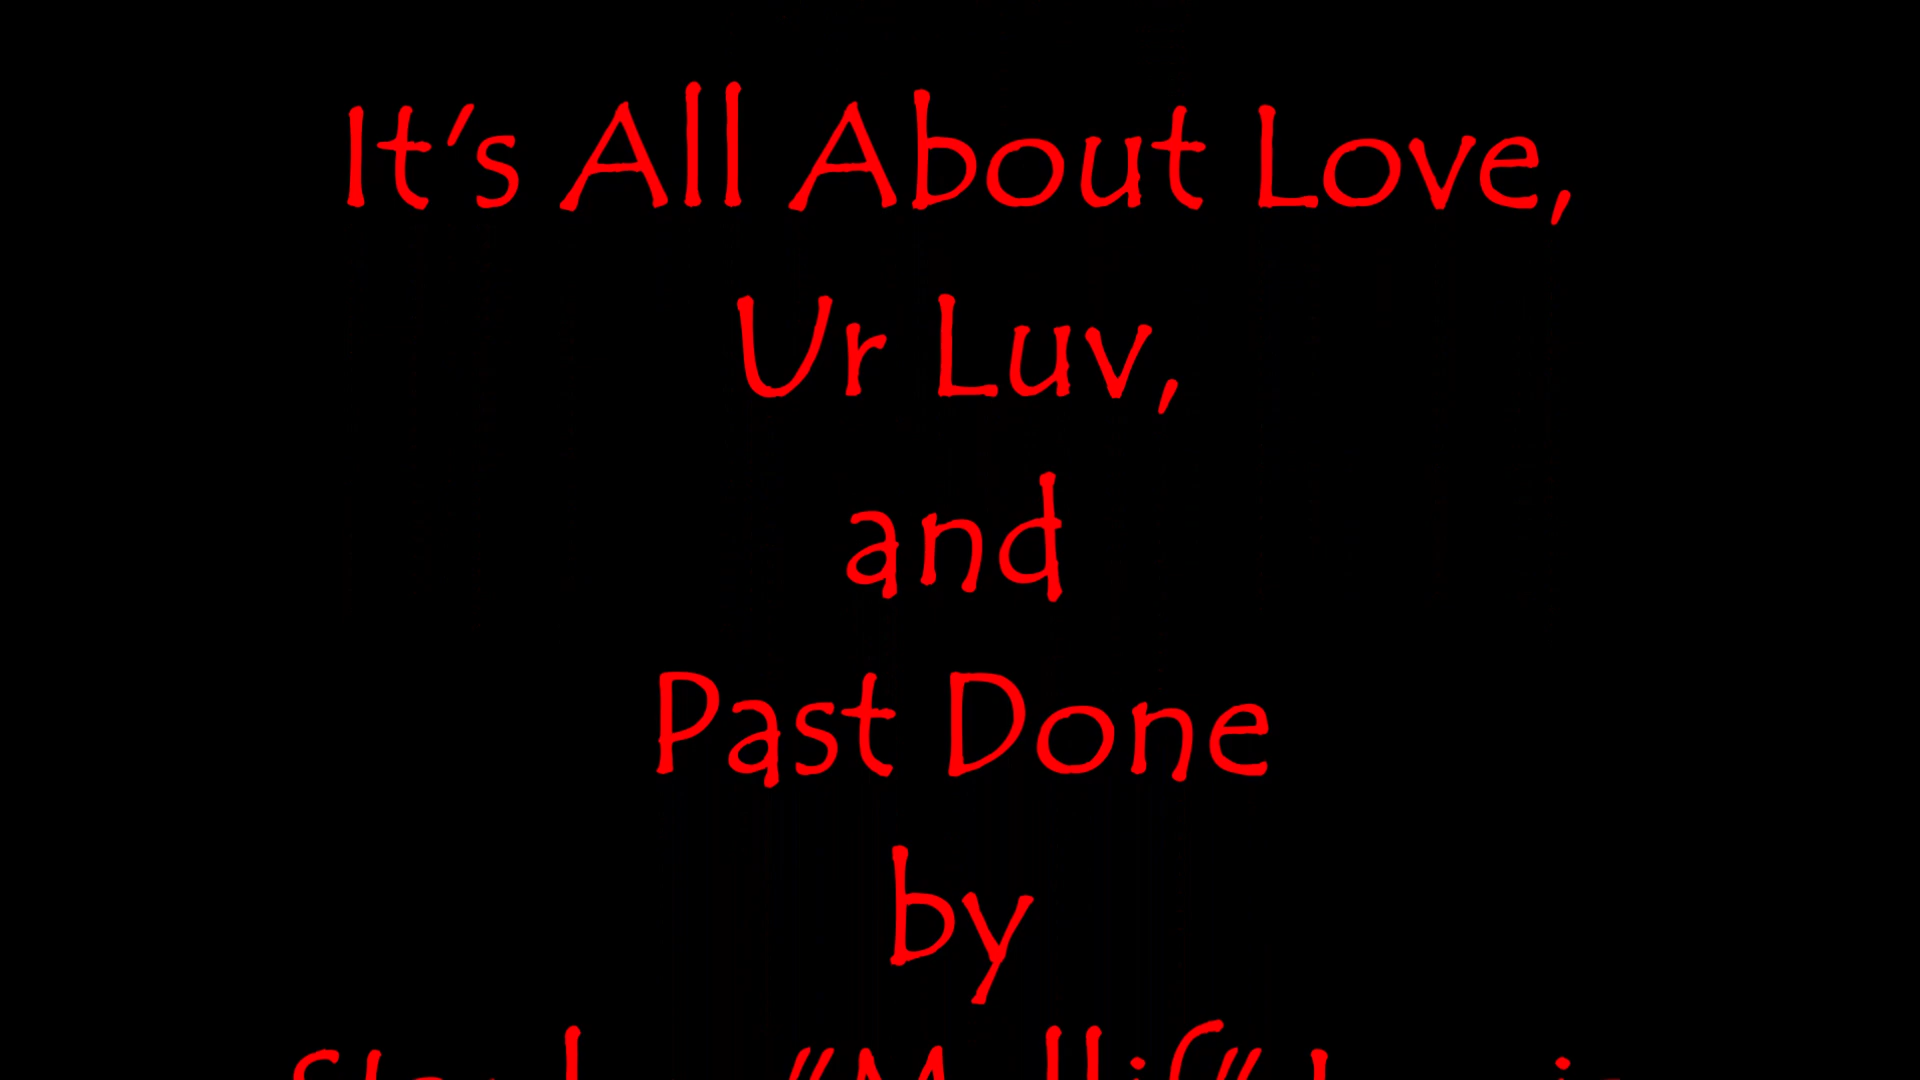 It's All About Love,
Ur Luv,
and
Past Done
by